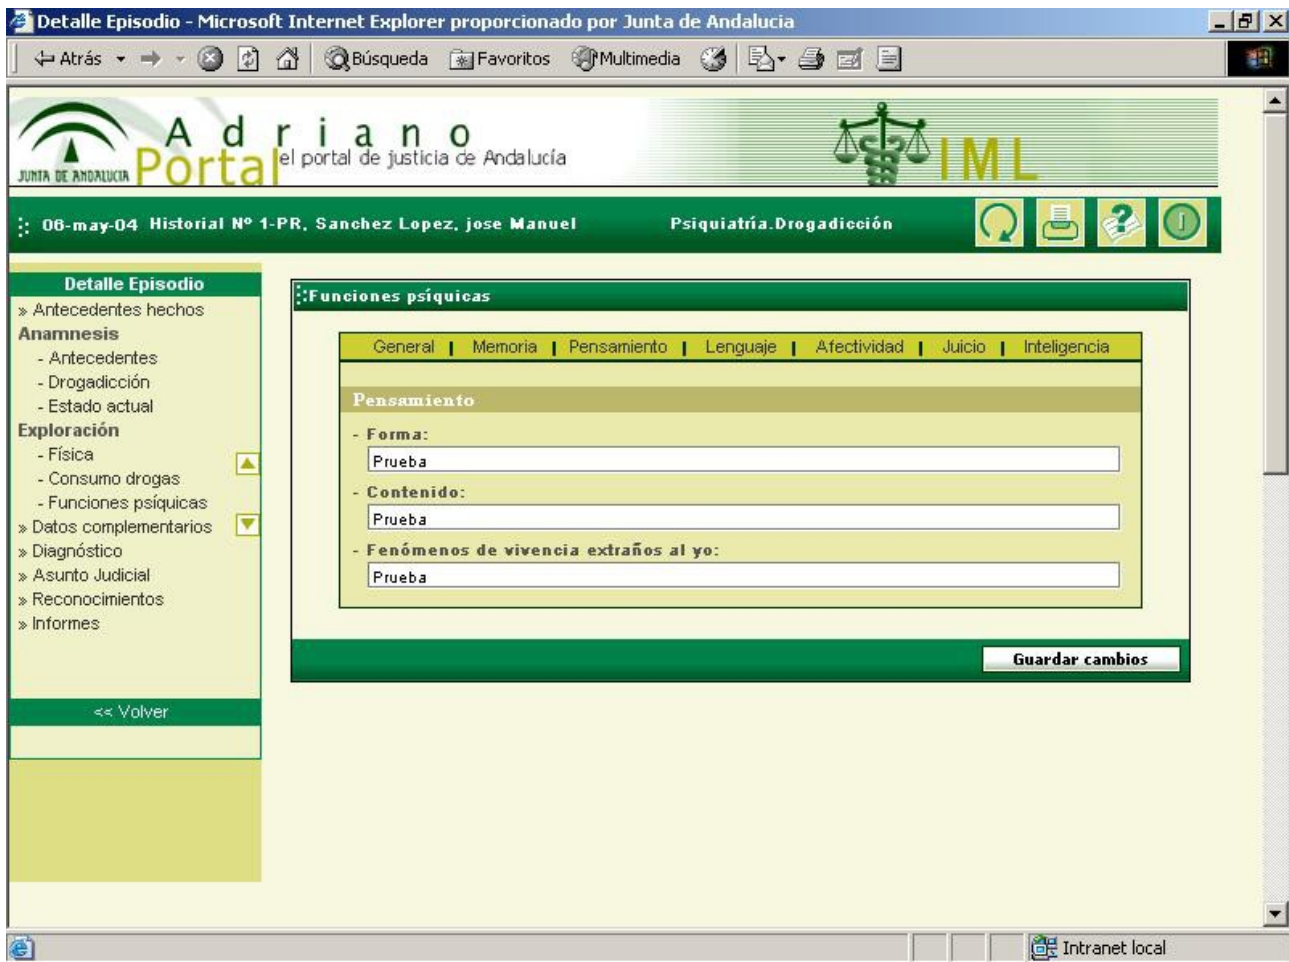 Detalle Episodio - Microsoft Internet Explorer proporcionado por Junta de Andalucia
Atrás Búsqueda Favoritos Multimedia
JUNTA DE ANDALUCIA
Adriano
Portal el portal de justicia de Andalucía
IML
06-may-04 Historial Nº 1-PR, Sanchez Lopez, jose Manuel Psiquiatría.Drogadicción
Detalle Episodio
» Antecedentes hechos
Anamnesis
- Antecedentes
- Drogadicción
- Estado actual
Exploración
- Física
- Consumo drogas
- Funciones psíquicas
» Datos complementarios
» Diagnóstico
» Asunto Judicial
» Reconocimientos
» Informes
<< Volver
Funciones psíquicas
General | Memoria | Pensamiento | Lenguaje | Afectividad | Juicio | Inteligencia
Pensamiento
- Forma:
Prueba
- Contenido:
Prueba
- Fenómenos de vivencia extraños al yo:
Prueba
Guardar cambios
Intranet local